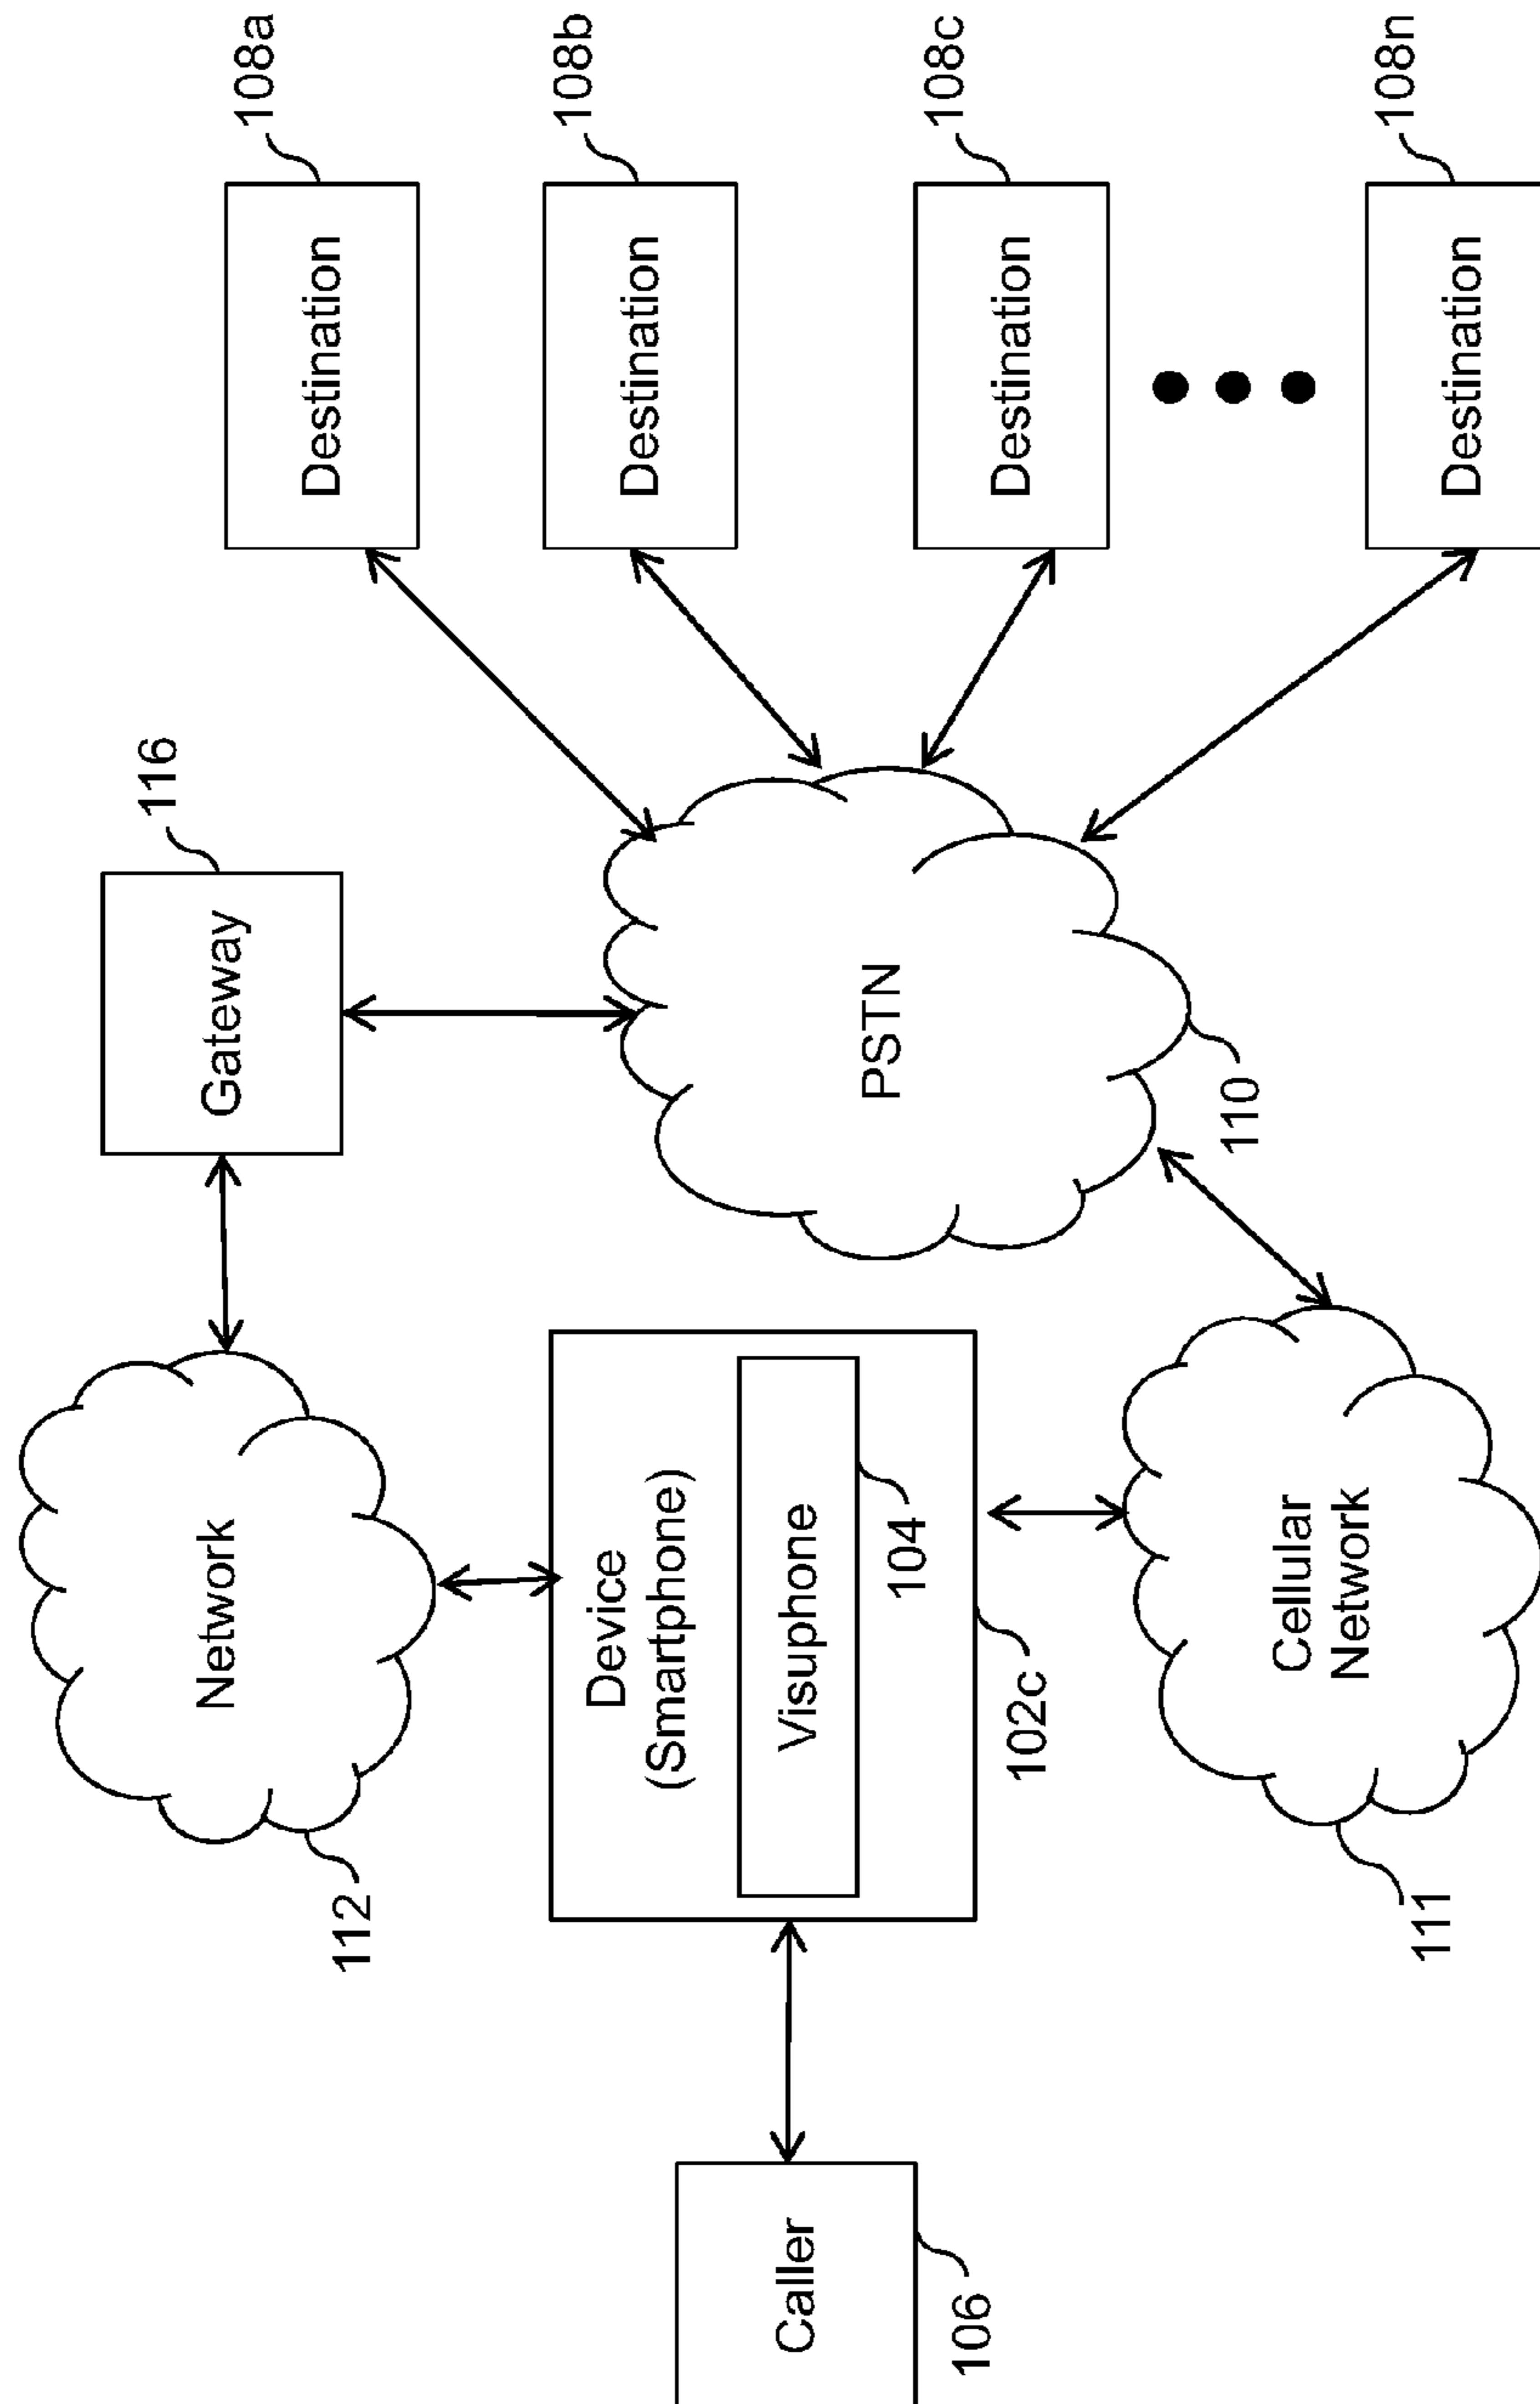 Network
112
Gateway
116
Destination
108a
Destination
108b
Destination
108c
Destination
108n
Caller
106
Device
(Smartphone)
Visuphone
104
102c
PSTN
110
Cellular
Network
111